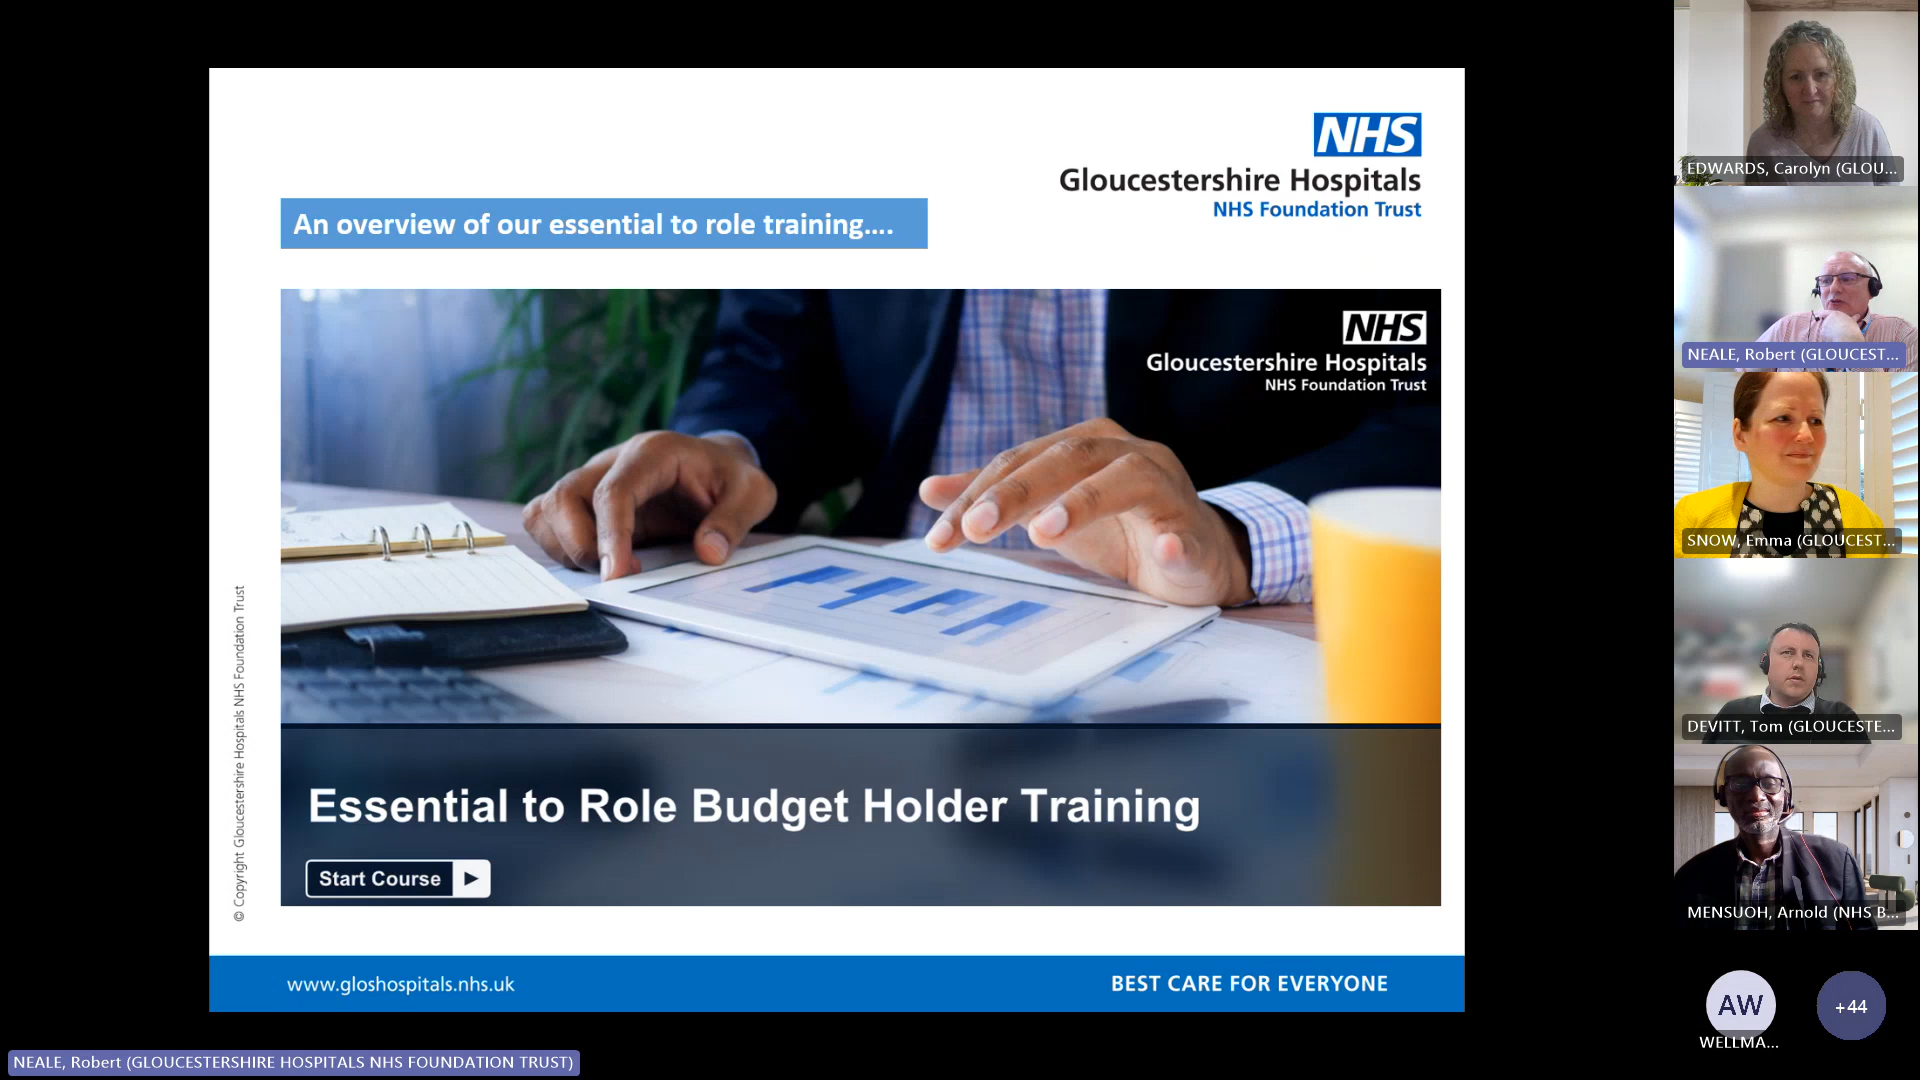 An overview of our essential to role training....
NHS
Gloucestershire Hospitals
NHS Foundation Trust
NHS
Gloucestershire Hospitals
NHS Foundation Trust
Essential to Role Budget Holder Training
Start Course
© Copyright Gloucestershire Hospitals NHS Foundation Trust
www.gloshospitals.nhs.uk
BEST CARE FOR EVERYONE
NEALE, Robert (GLOUCESTERSHIRE HOSPITALS NHS FOUNDATION TRUST)
EDWARDS, Carolyn (GLOU...
NEALE, Robert (GLOUCEST...
SNOW, Emma (GLOUCEST...
DEVITT, Tom (GLOUCESTE...
MENSUOH, Arnold (NHS B...
AW
WELLMA...
+44